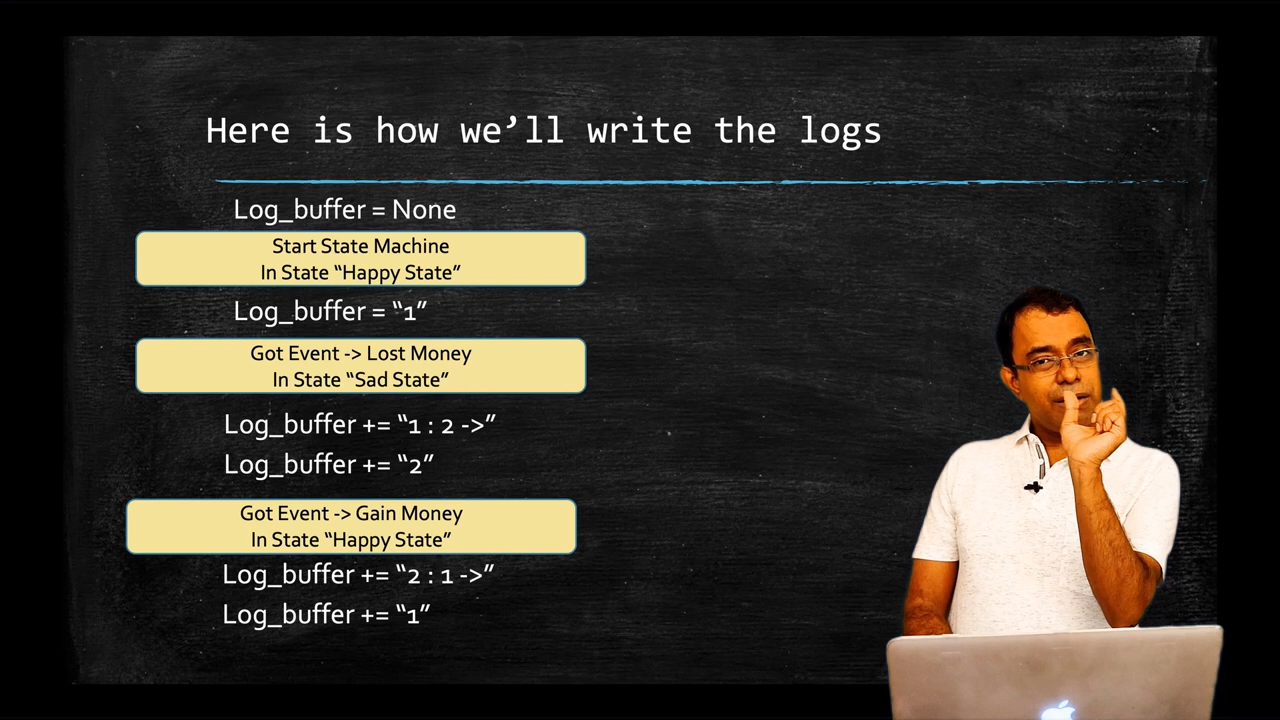 Here is how we’ll write the logs
Log_buffer = None
Start State Machine
In State “Happy State”
Log_buffer = “1”
Got Event -> Lost Money
In State “Sad State”
Log_buffer += “1 : 2 ->”
Log_buffer += “2”
Got Event -> Gain Money
In State “Happy State”
Log_buffer += “2 : 1 ->”
Log_buffer += “1”